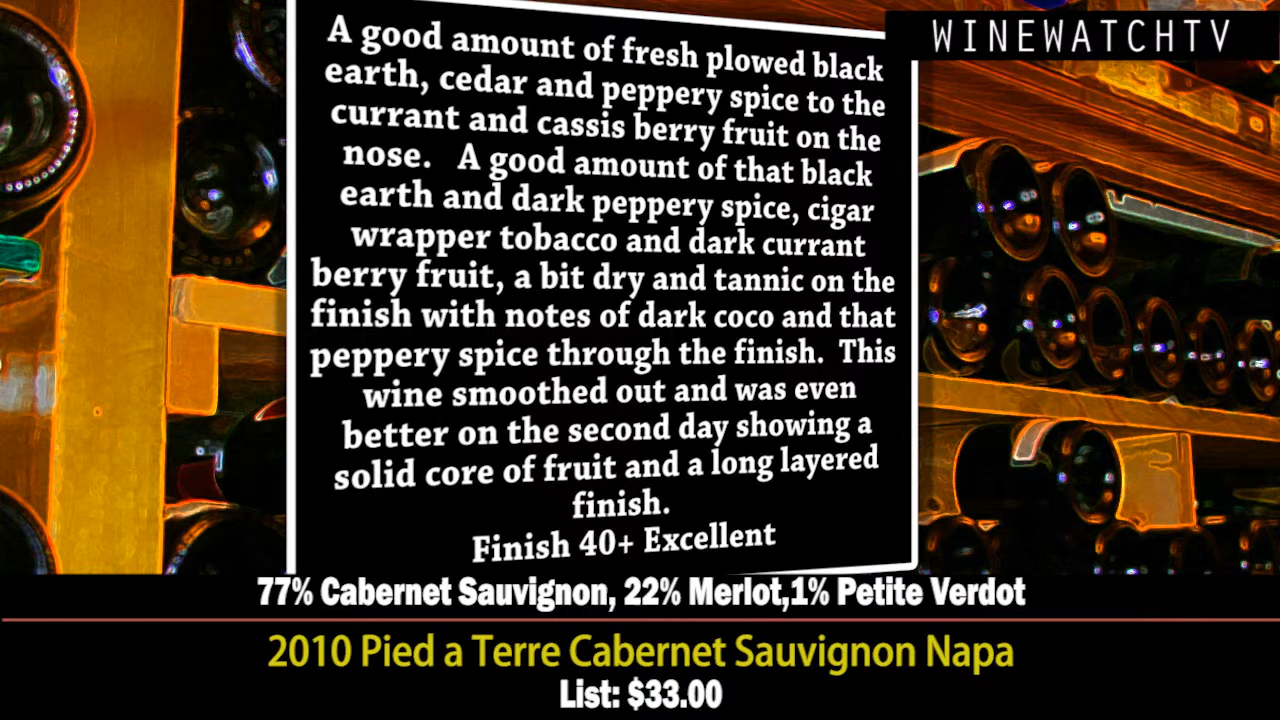 WINEWATCHTV
A good amount of fresh plowed black
earth, cedar and peppery spice to the
currant and cassis berry fruit on the
nose.   A good amount of that black
earth and dark peppery spice, cigar
wrapper tobacco and dark currant
berry fruit, a bit dry and tannic on the
finish with notes of dark coco and that
peppery spice through the finish.  This
wine smoothed out and was even
better on the second day showing a
solid core of fruit and a long layered
finish.
Finish 40+ Excellent
77% Cabernet Sauvignon, 22% Merlot,1% Petite Verdot
2010 Pied a Terre Cabernet Sauvignon Napa
List: $33.00